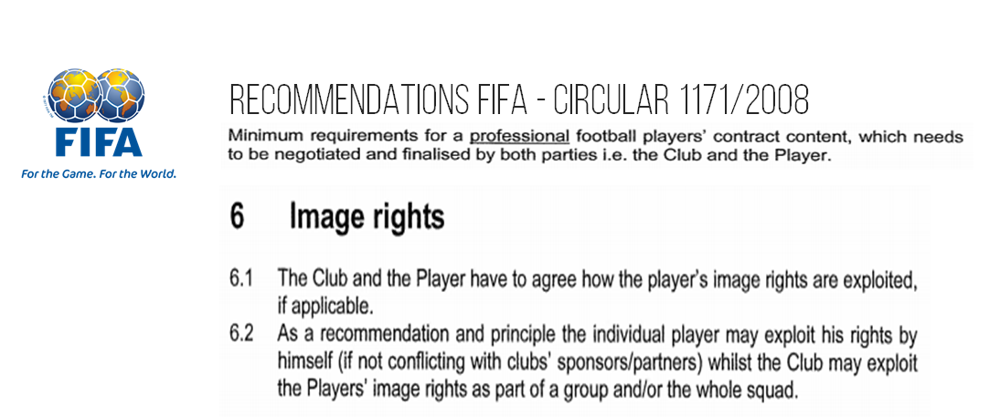 RECOMMENDATIONS FIFA - CIRCULAR 1171/2008
Minimum requirements for a professional football players' contract content, which needs
to be negotiated and finalised by both parties i.e. the Club and the Player.
FIFA
For the Game. For the World.
6 Image rights
6.1 The Club and the Player have to agree how the player's image rights are exploited,
if applicable.
6.2 As a recommendation and principle the individual player may exploit his rights by
himself (if not conflicting with clubs' sponsors/partners) whilst the Club may exploit
the Players' image rights as part of a group and/or the whole squad.